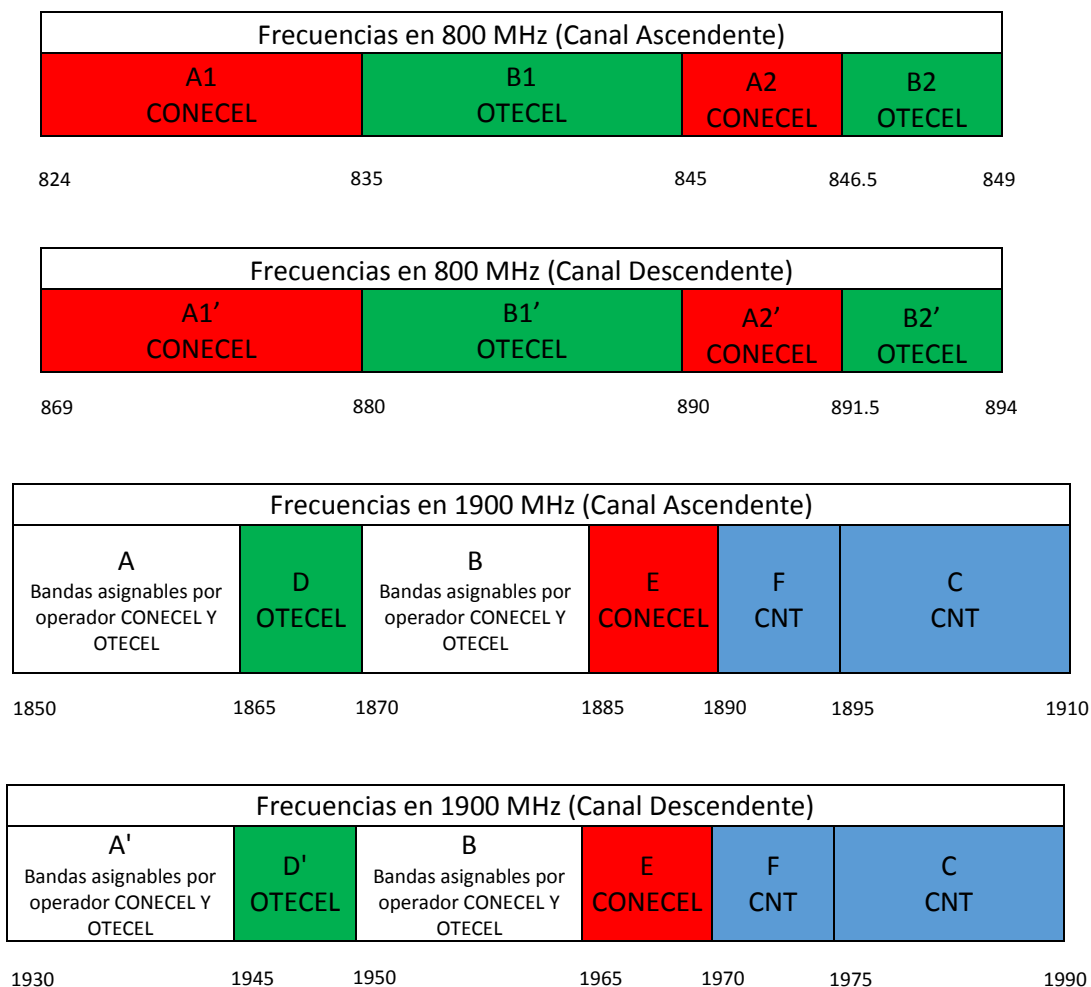 Frecuencias en 800 MHz (Canal Ascendente)
A1
CONECEL
B1
OTECEL
A2
CONECEL
B2
OTECEL
824
835
845
846.5
849
Frecuencias en 800 MHz (Canal Descendente)
A1’
CONECEL
B1’
OTECEL
A2’
CONECEL
B2’
OTECEL
869
880
890
891.5
894
Frecuencias en 1900 MHz (Canal Ascendente)
A
Bandas asignables por
operador CONECEL Y
OTECEL
D
OTECEL
B
Bandas asignables por
operador CONECEL Y
OTECEL
E
CONECEL
F
CNT
C
CNT
1850
1865
1870
1885
1890
1895
1910
Frecuencias en 1900 MHz (Canal Descendente)
A'
Bandas asignables por
operador CONECEL Y
OTECEL
D'
OTECEL
B
Bandas asignables por
operador CONECEL Y
OTECEL
E
CONECEL
F
CNT
C
CNT
1930
1945
1950
1965
1970
1975
1990